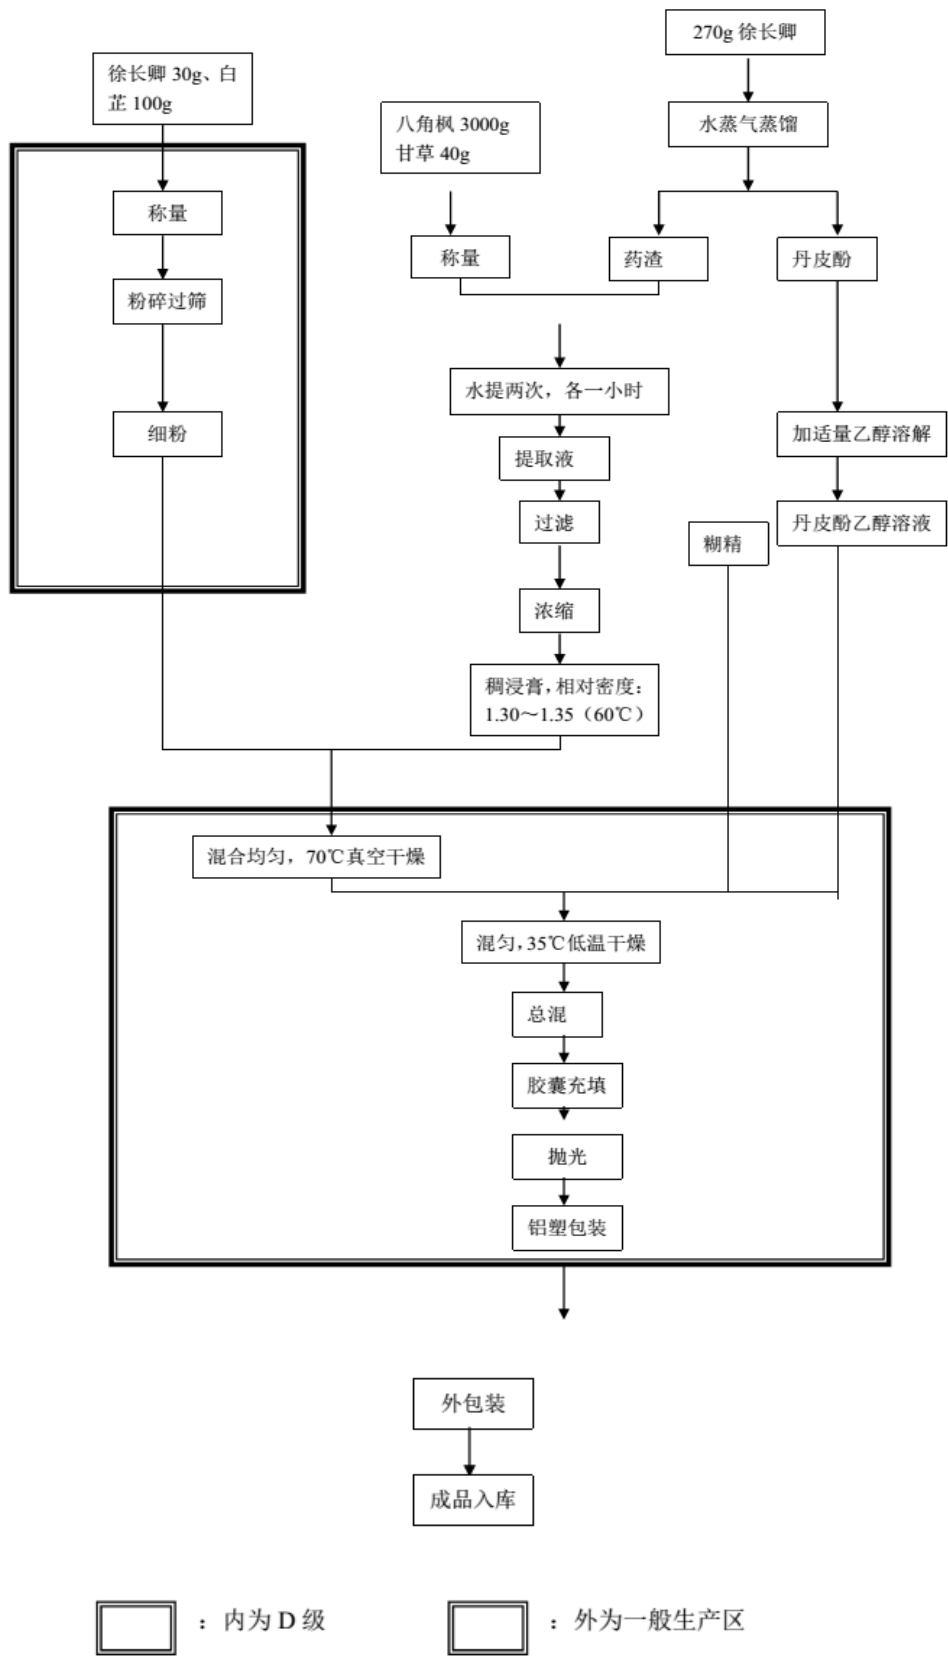 270g 徐长卿
徐长卿 30g、白
芷 100g
八角枫 3000g
甘草 40g
水蒸气蒸馏
称量
称量
药渣
丹皮酚
粉碎过筛
水提两次，各一小时
细粉
加适量乙醇溶解
提取液
过滤
丹皮酚乙醇溶液
糊精
浓缩
稠浸膏，相对密度：
1.30～1.35（60℃）
混合均匀，70℃真空干燥
混匀，35℃低温干燥
总混
胶囊充填
抛光
铝塑包装
外包装
成品入库
：内为 D 级
：外为一般生产区